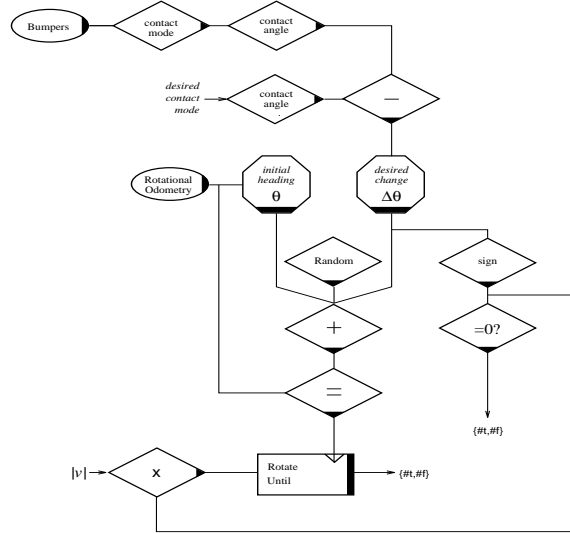 Bumpers
contact
mode
contact
angle
desired
contact
mode
contact
angle
−
Rotational
Odometry
initial
heading
θ
desired
change
Δθ
Random
sign
+
=0?
=
{#t,#f}
|v|
x
Rotate
Until
{#t,#f}